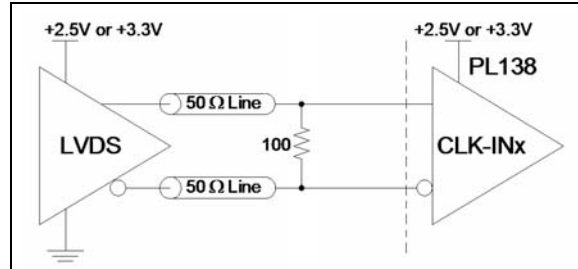 +2.5V or +3.3V
+2.5V or +3.3V
PL138
50 Ω Line
LVDS
100
CLK-INx
50 Ω Line